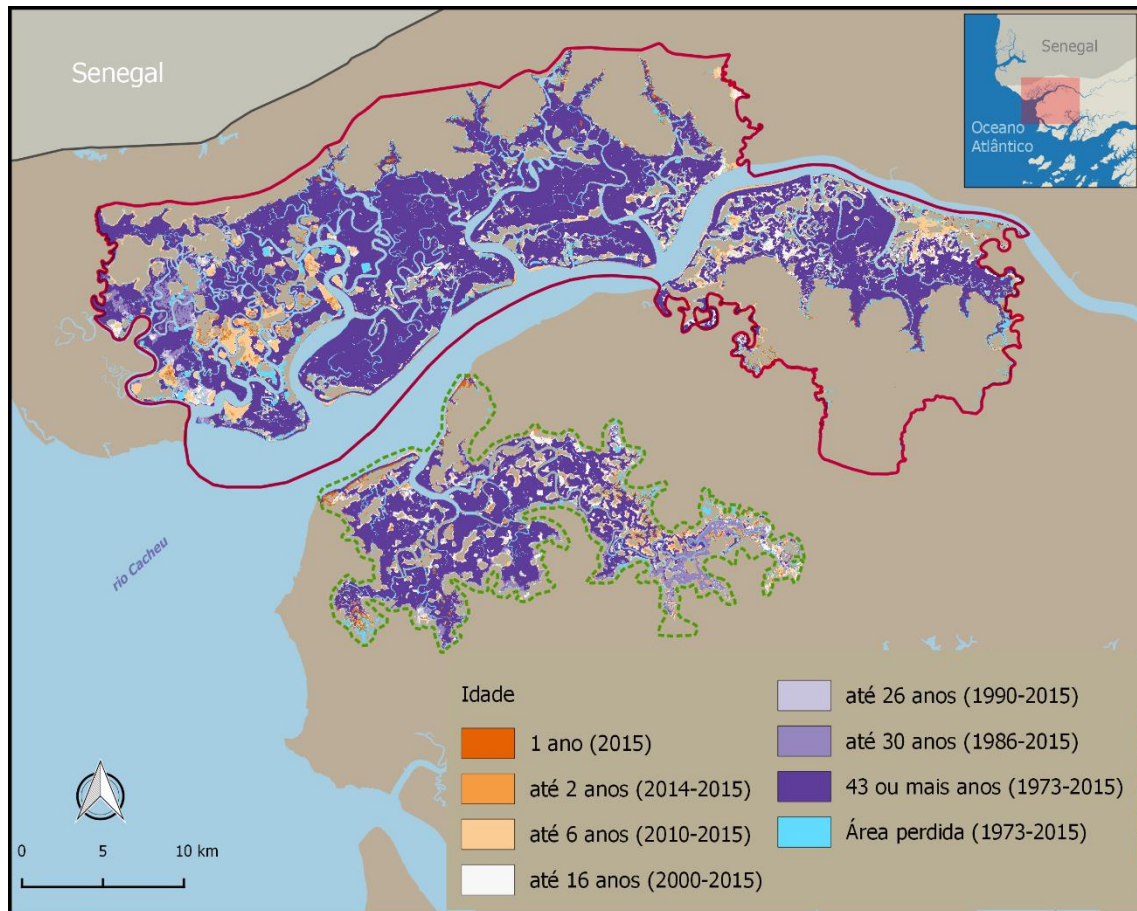 Senegal
Senegal
Oceano
Atlântico
rio Cacheu
Idade
1 ano (2015)
até 2 anos (2014-2015)
até 6 anos (2010-2015)
até 16 anos (2000-2015)
até 26 anos (1990-2015)
até 30 anos (1986-2015)
43 ou mais anos (1973-2015)
Área perdida (1973-2015)
0 5 10 km